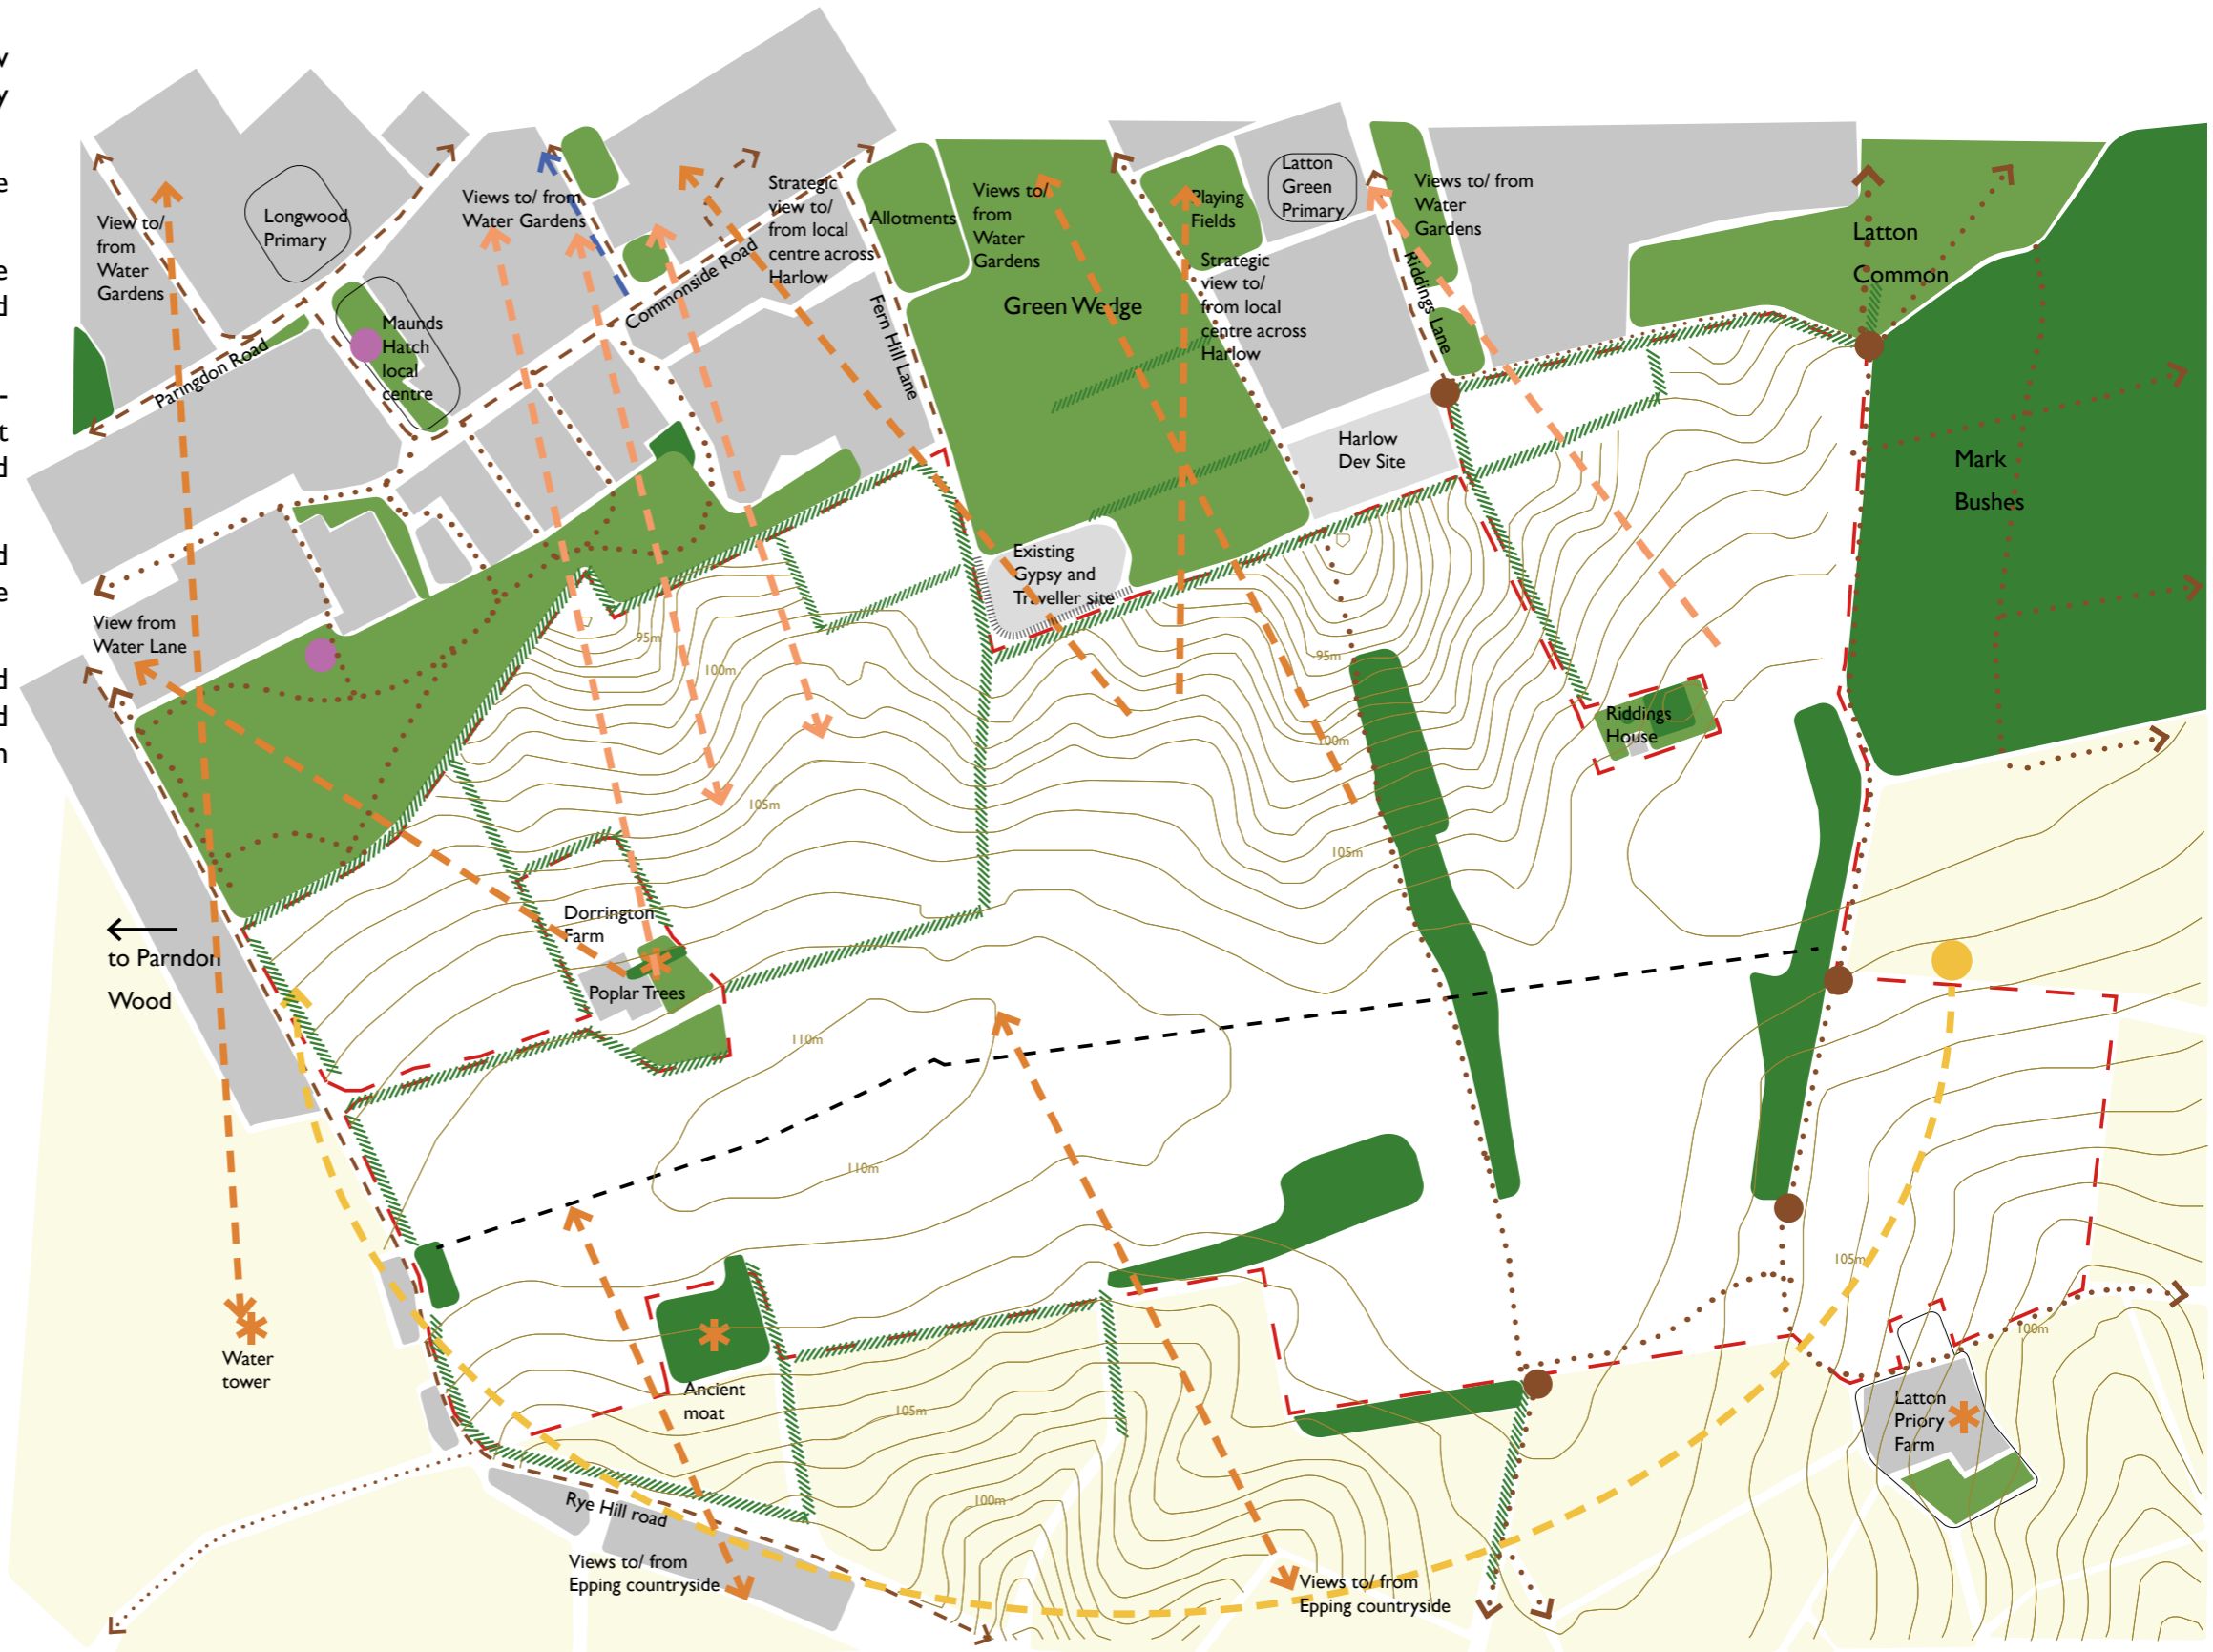 View to/
from
Water
Gardens
Longwood
Primary
Views to/ from
Water Gardens
Strategic
view to/
from local
centre across
Harlow
Allotments
Views to/
from
Water
Gardens
Green Wedge
Playing
Fields
Latton
Green
Primary
Views to/ from
Water
Gardens
Strategic
view to/
from local
centre across
Harlow
Riddings Lane
Latton
Common
Maunds
Hatch
local
centre
Paringdon Road
Commonside Road
Fern Hill Lane
Harlow
Dev Site
Mark
Bushes
Existing
Gypsy and
Traveller site
View from
Water Lane
95m
100m
105m
95m
100m
105m
Riddings
House
to Parndon
Wood
Dorrington
Farm
Poplar Trees
110m
110m
Water
tower
Ancient
moat
105m
100m
105m
100m
Latton
Priory
Farm
Rye Hill road
Views to/ from
Epping countryside
Views to/ from
Epping countryside